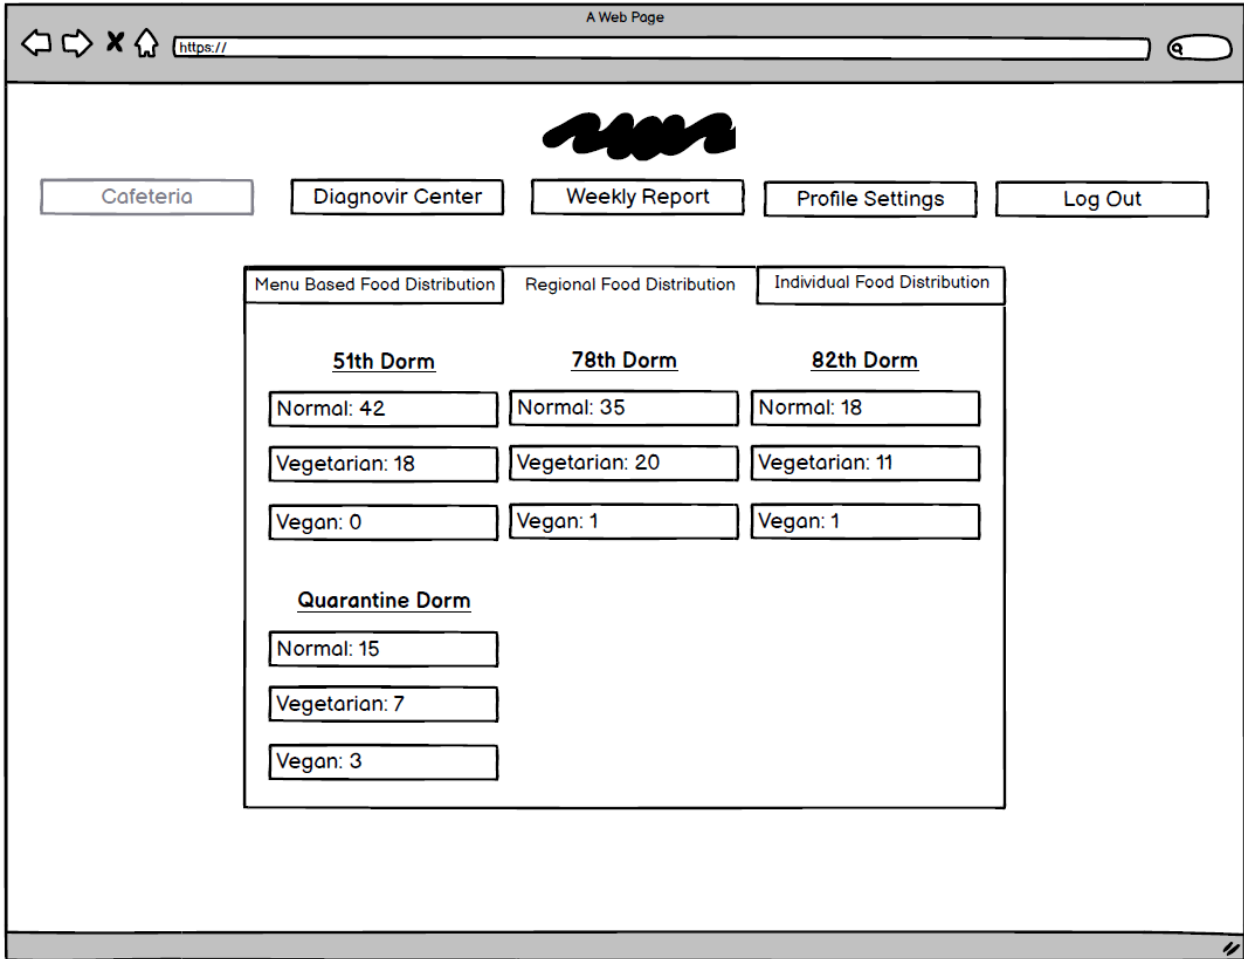 A Web Page
https://
Cafeteria
Diagnovir Center
Weekly Report
Profile Settings
Log Out
Menu Based Food Distribution
Regional Food Distribution
Individual Food Distribution
51th Dorm
Normal: 42
Vegetarian: 18
Vegan: 0
78th Dorm
Normal: 35
Vegetarian: 20
Vegan: 1
82th Dorm
Normal: 18
Vegetarian: 11
Vegan: 1
Quarantine Dorm
Normal: 15
Vegetarian: 7
Vegan: 3